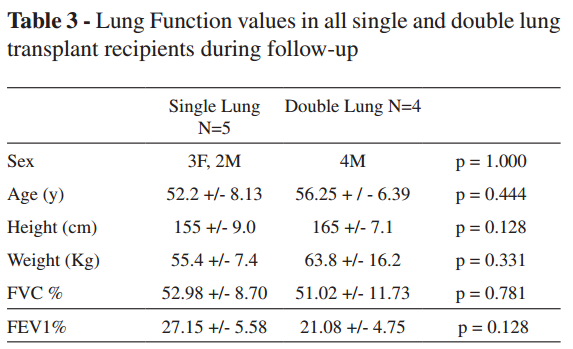 Table 3 - Lung Function values in all single and double lung
transplant recipients during follow-up
Single Lung N=5 Double Lung N=4
Sex 3F, 2M 4M p = 1.000
Age (y) 52.2 +/- 8.13 56.25 + / - 6.39 p = 0.444
Height (cm) 155 +/- 9.0 165 +/- 7.1 p = 0.128
Weight (Kg) 55.4 +/- 7.4 63.8 +/- 16.2 p = 0.331
FVC % 52.98 +/- 8.70 51.02 +/- 11.73 p = 0.781
FEV1% 27.15 +/- 5.58 21.08 +/- 4.75 p = 0.128